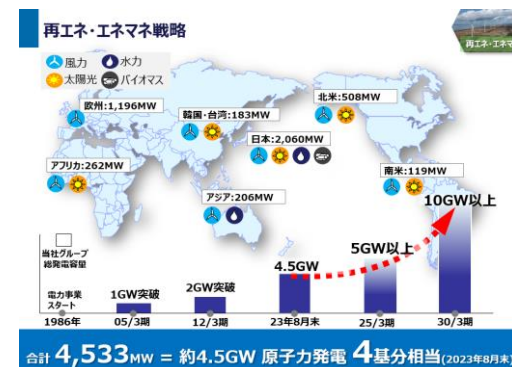 再エネ・エネマネ戦略
再エネ・エネマネ
風力 水力
太陽光 バイオマス
欧州:1,196MW
韓国・台湾:183MW
北米:508MW
日本:2,060MW
アフリカ:262MW
南米:119MW
アジア:206MW
10GW以上
5GW以上
4.5GW
2GW突破
1GW突破
当社グループ
総発電容量
電力事業
スタート
1986年 05/3期 12/3期 23年8月末 25/3期 30/3期
合計 4,533MW = 約4.5GW 原子力発電 4基分相当(2023年8月末)